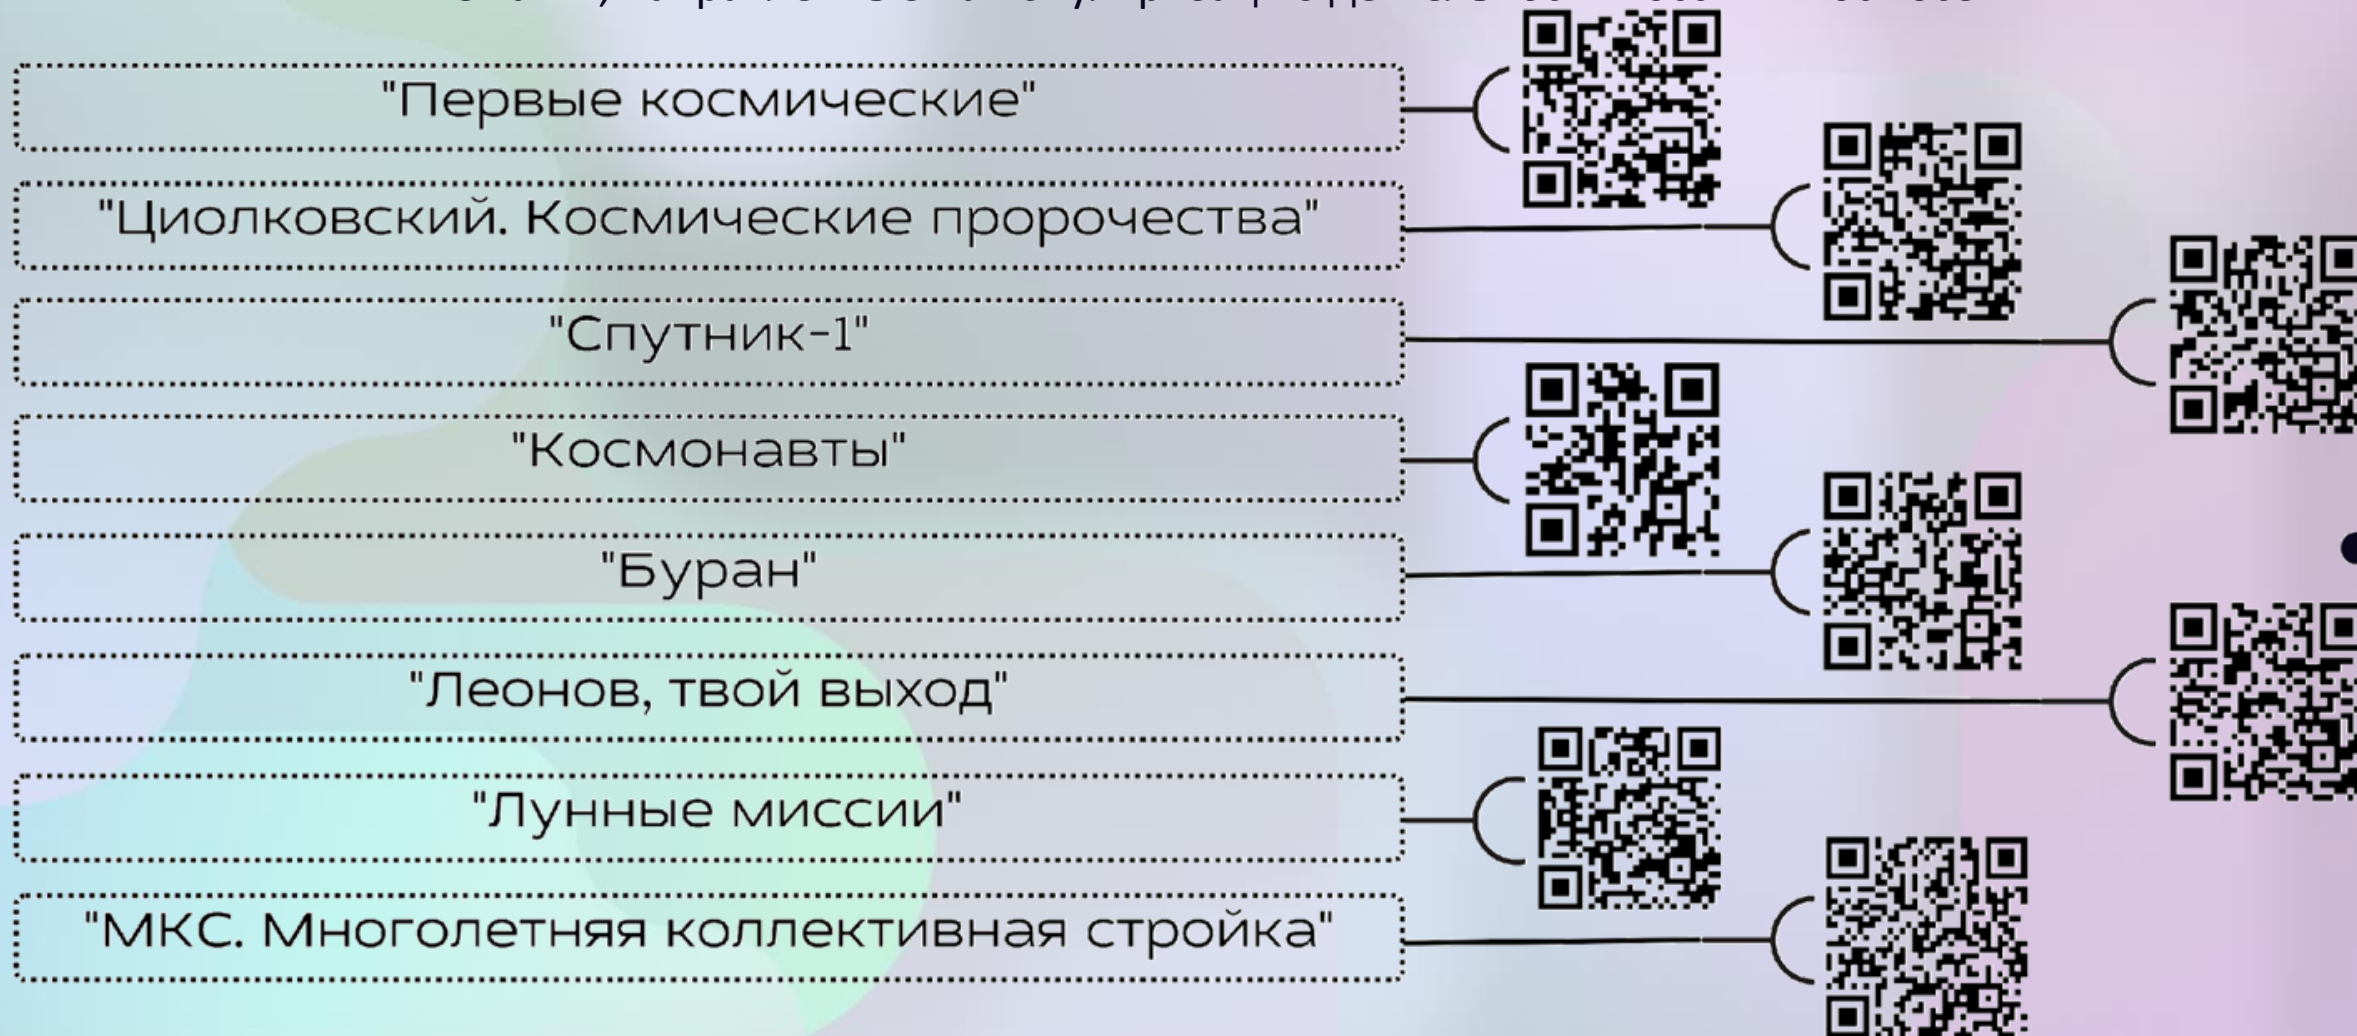 "Первые космические"
"Циолковский. Космические пророчества"
"Спутник-1"
"Космонавты"
"Буран"
"Леонов, твой выход"
"Лунные миссии"
"МКС. Многолетняя коллективная стройка"